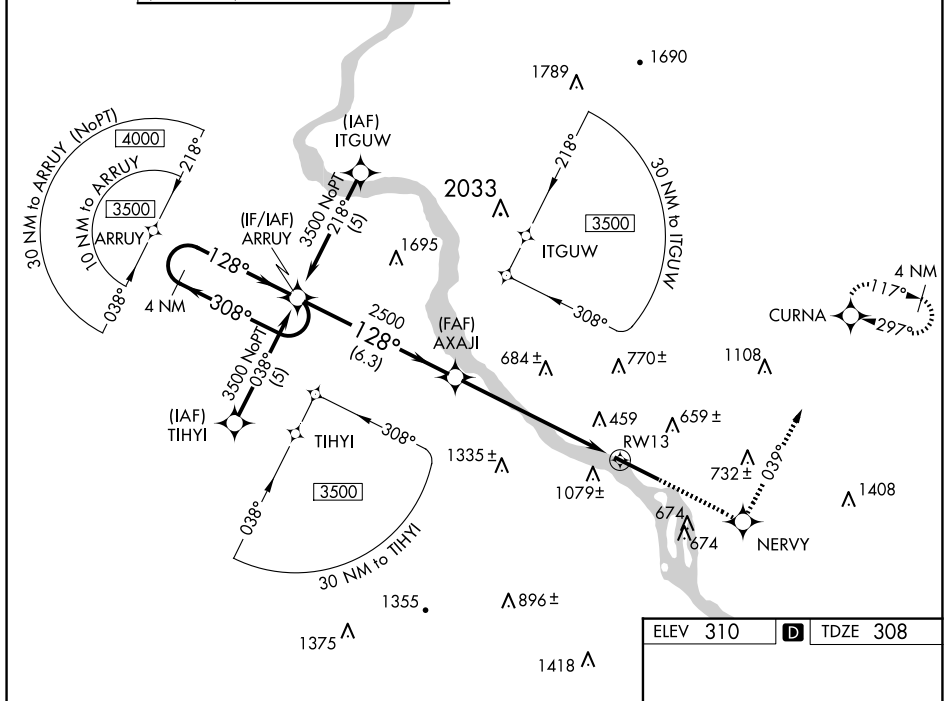 1690
1789
30 NM to ARRUY (NoPT)
4000
218°
10 NM to ARRUY
3500
ARRUY
038°
(IAF)
ITGUW
3500 NoPT
218°
(5)
2033
218°
30 NM to ITGUW
3500
ITGUW
308°
(IF/IAF)
ARRUY
1695
128°
4 NM
308°
4 NM
117°
297°
CURNA
2500
128°
(6.3)
(FAF)
AXAJI
684 ±
770 ±
1108
3500 NoPT
038°
(5)
(IAF)
TIHYI
TIHYI
308°
3500
038°
30 NM to TIHYI
459
659 ±
RW13
1335 ±
1079 ±
732 ±
039°
1408
674
674
NERVY
1355
896 ±
1375
1418
ELEV 310 D TDZE 308